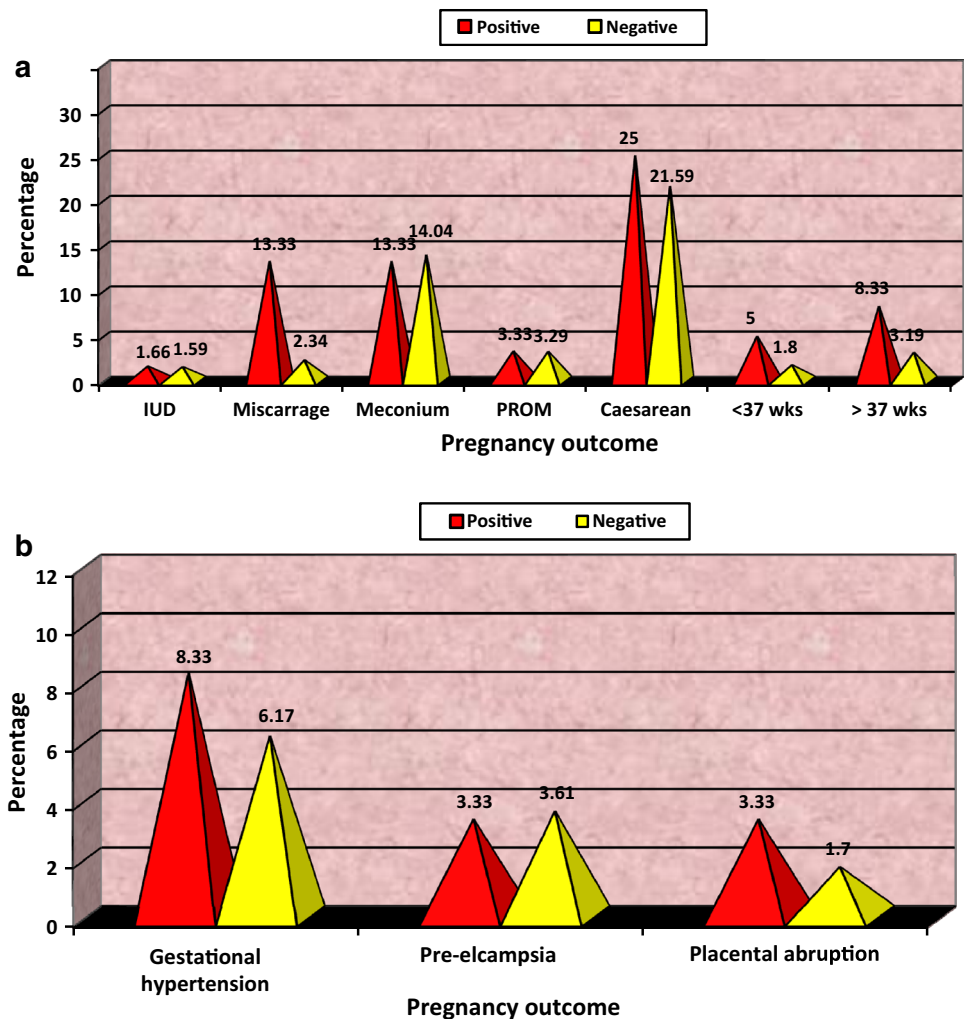 a
Positive Negative
Percentage
30
25
20
15
10
5
0
1.66 1.59 13.33 2.34 13.33 14.04 3.33 3.29 25 21.59 5 1.8 8.33 3.19
IUD Miscarrage Meconium PROM Caesarean <37 wks > 37 wks
Pregnancy outcome
b
Positive Negative
Percentage
12
10
8
6
4
2
0
8.33 6.17 3.33 3.61 3.33 1.7
Gestational hypertension Pre-elcampsia Placental abruption
Pregnancy outcome